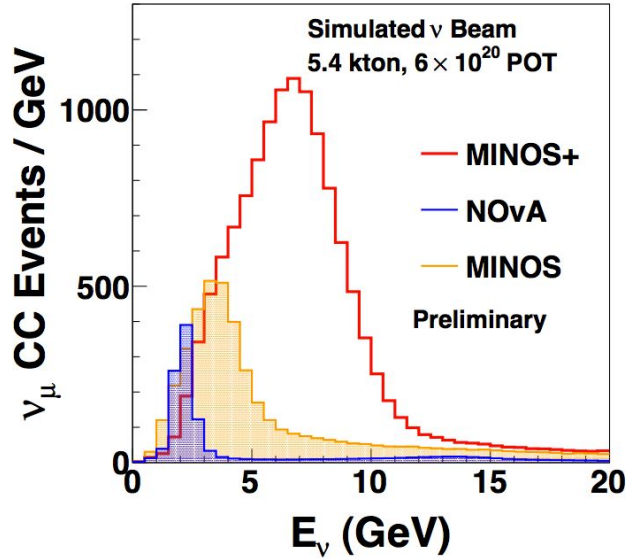 Simulated ν Beam
5.4 kton, 6 × 10²⁰ POT
MINOS+
NOvA
MINOS
Preliminary
ν_μ CC Events / GeV
1000
500
0
0 5 10 15 20
E_ν (GeV)